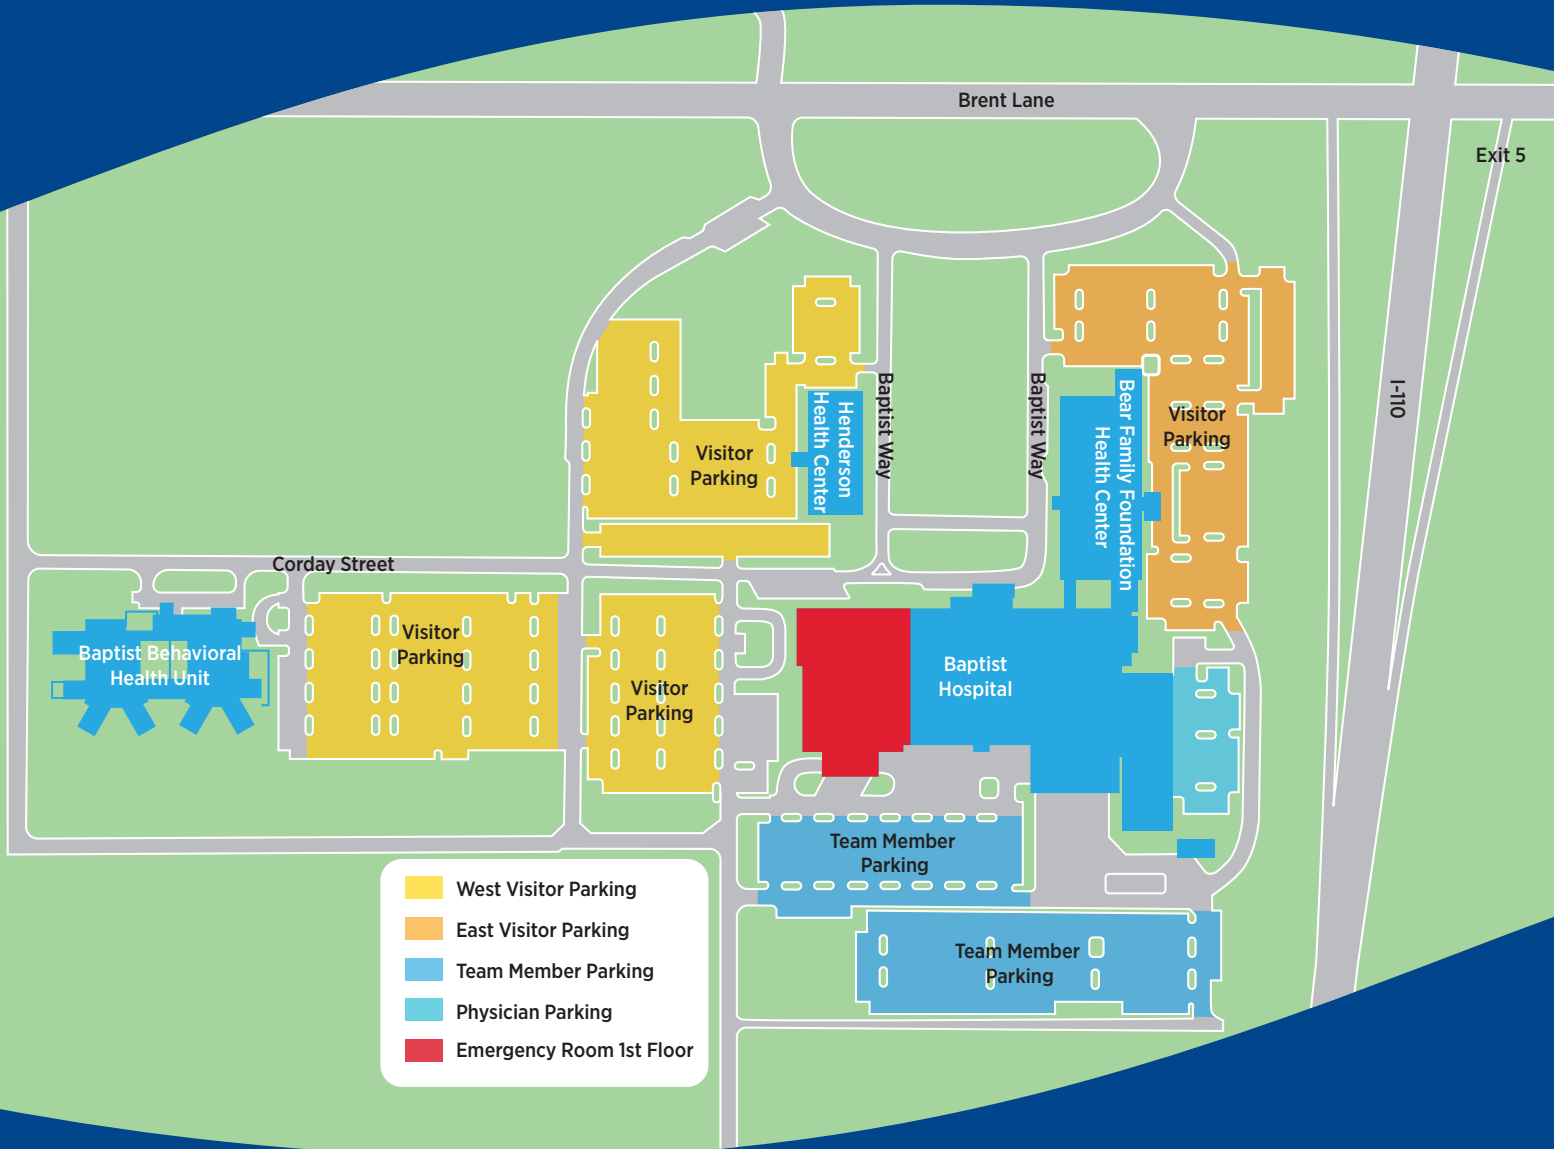 Brent Lane
Exit 5
I-110
Baptist Way
Baptist Way
Henderson
Health Center
Bear Family Foundation
Health Center
Visitor
Parking
Visitor
Parking
Corday Street
Visitor
Parking
Baptist Behavioral
Health Unit
Visitor
Parking
Baptist
Hospital
Team Member
Parking
Team Member
Parking
West Visitor Parking
East Visitor Parking
Team Member Parking
Physician Parking
Emergency Room 1st Floor